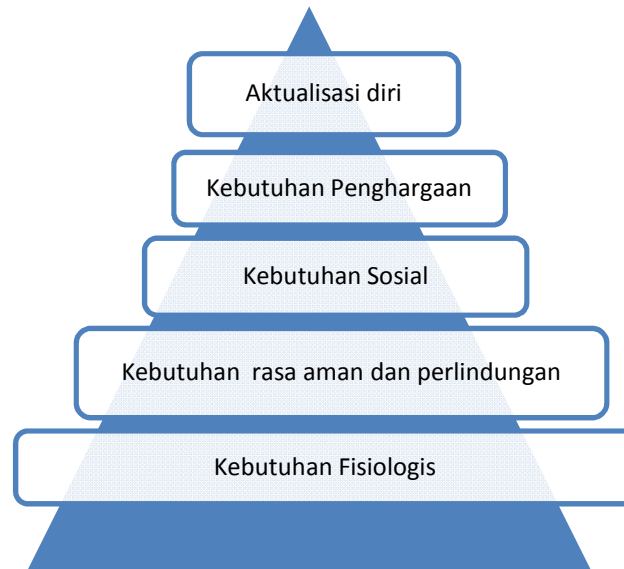 Aktualisasi diri
Kebutuhan Penghargaan
Kebutuhan Sosial
Kebutuhan rasa aman dan perlindungan
Kebutuhan Fisiologis